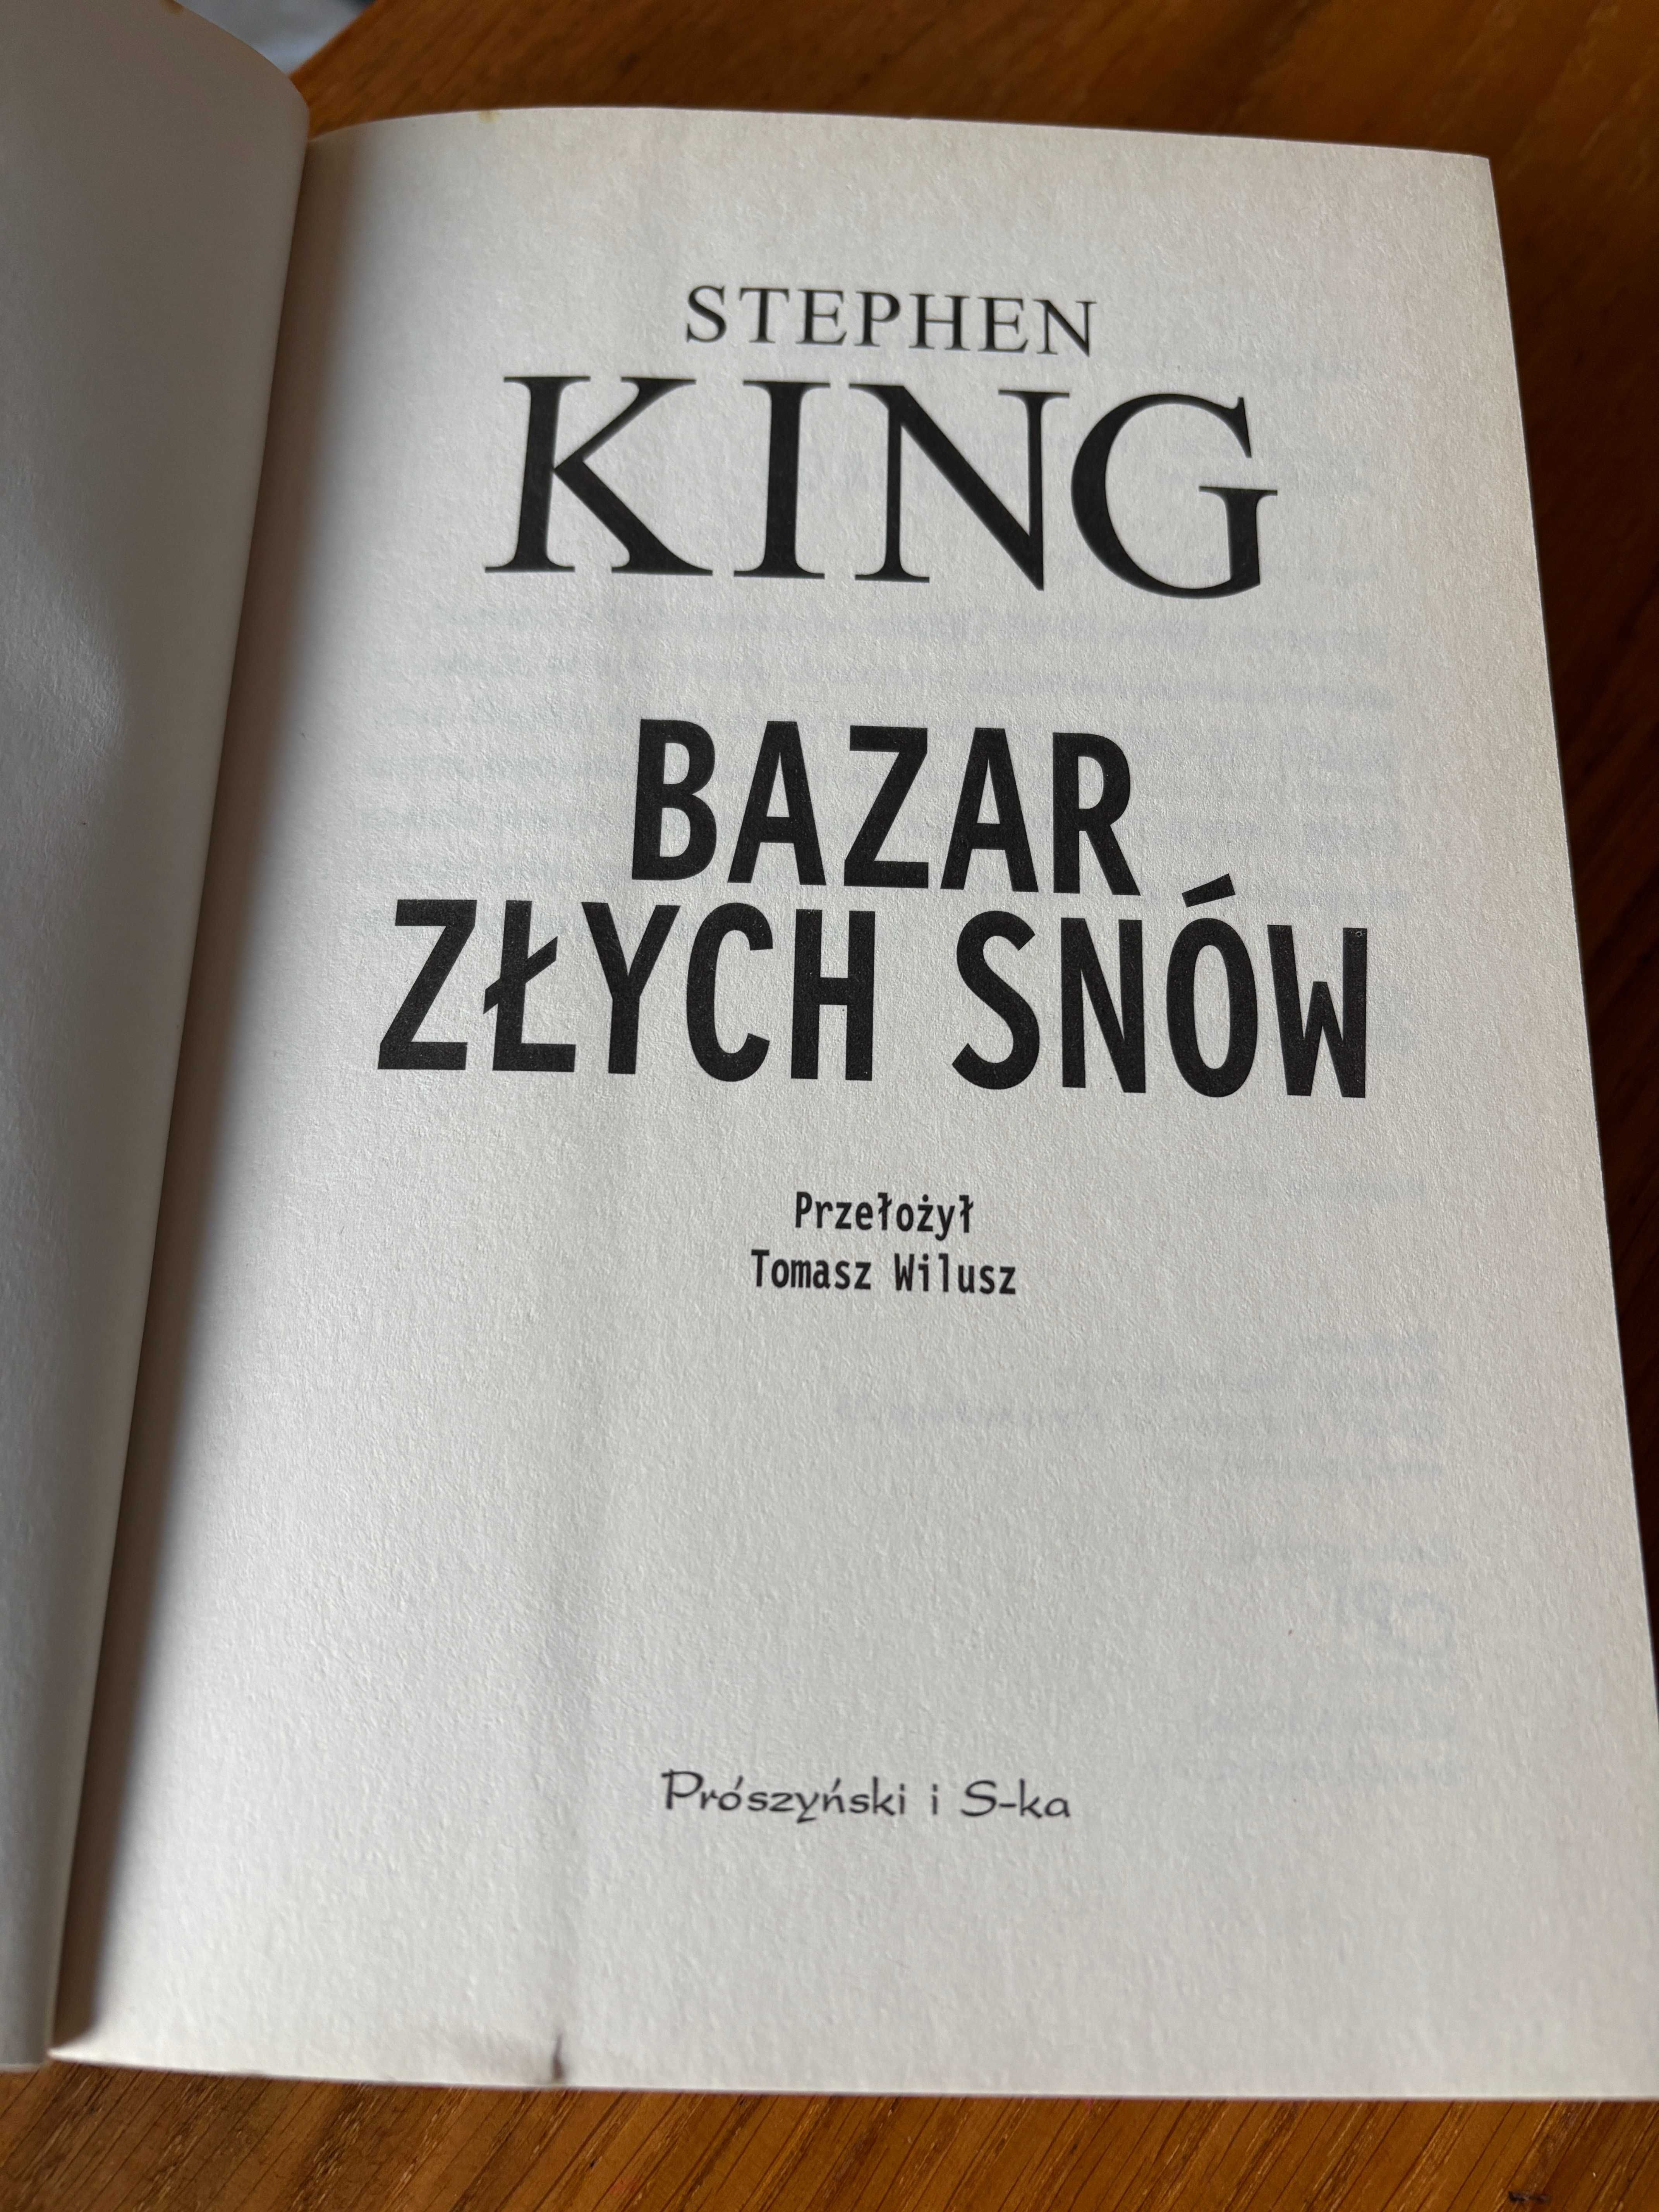 STEPHEN
KING
BAZAR
ZŁYCH SNÓW
Przełożył
Tomasz Wilusz
Prószyński i S-ka